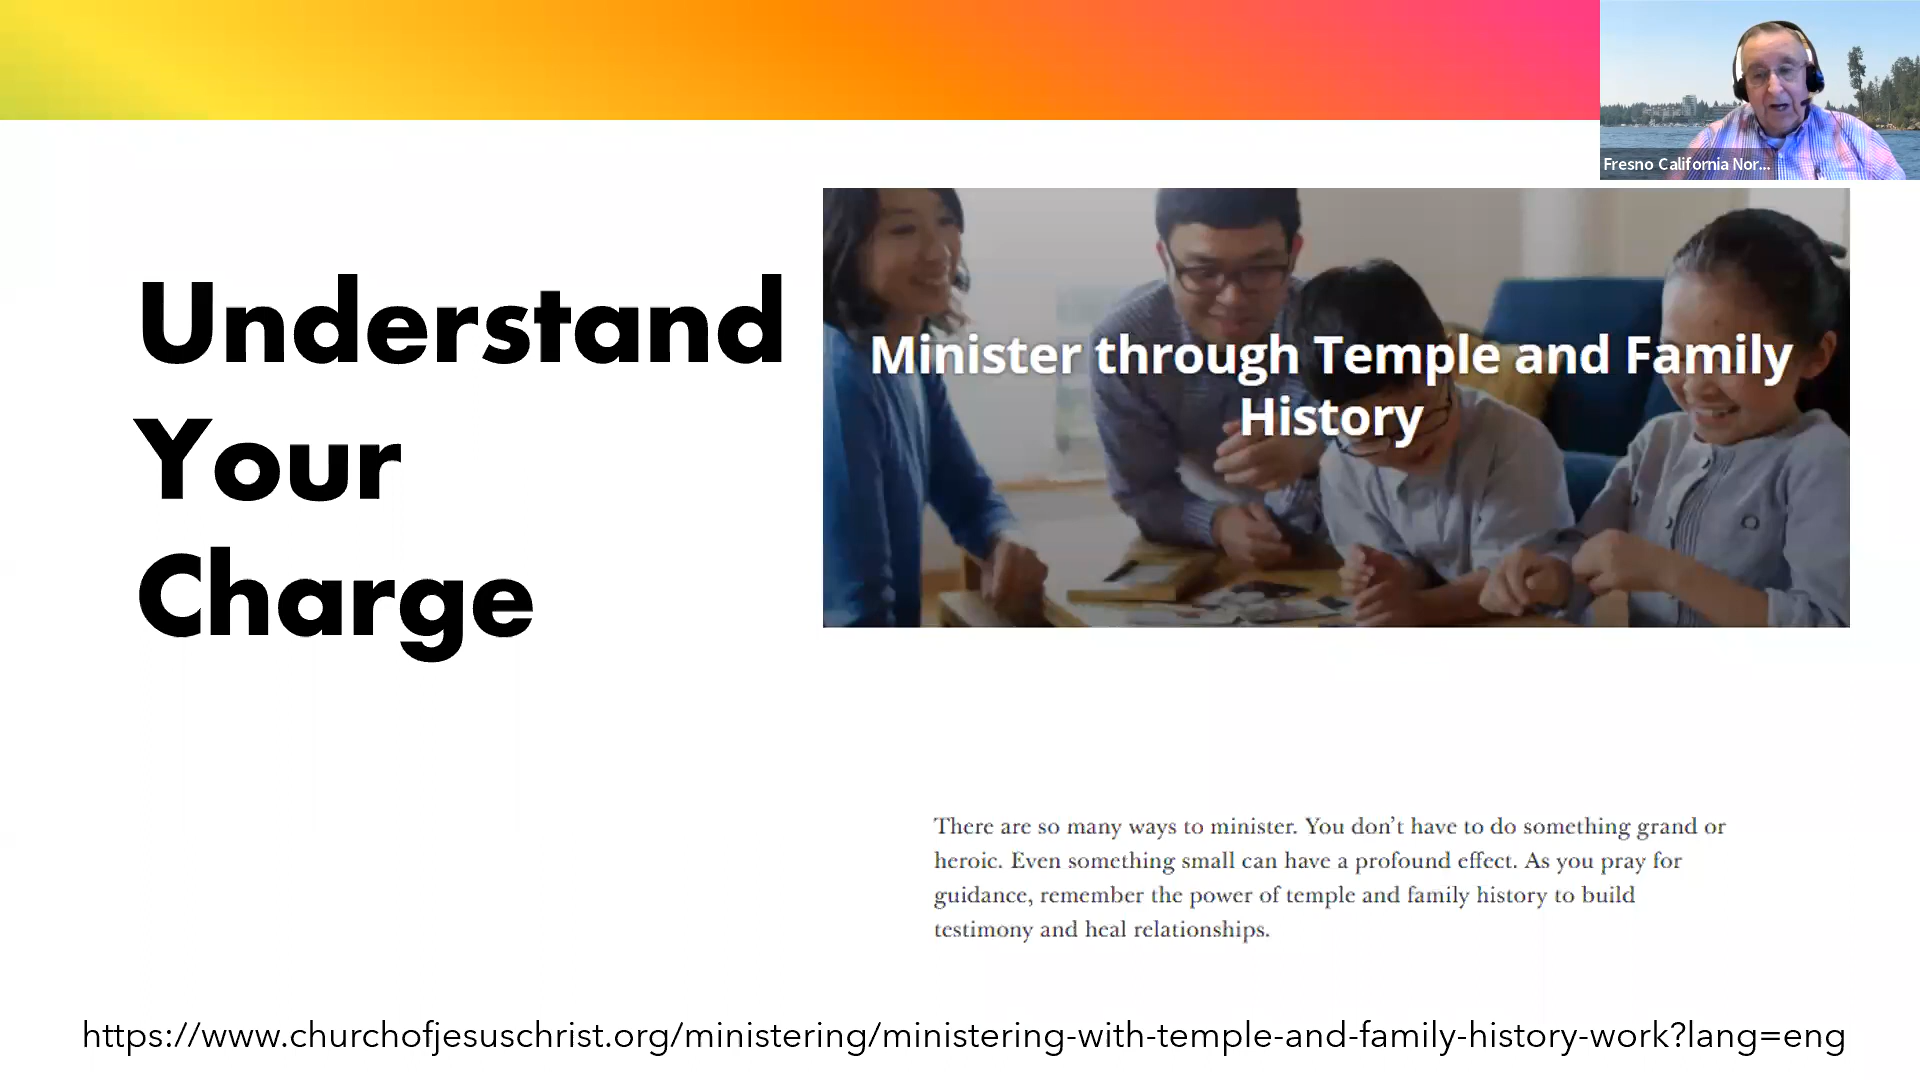 Fresno California Nor...
Understand
Your
Charge
Minister through Temple and Family
History
There are so many ways to minister. You don’t have to do something grand or
heroic. Even something small can have a profound effect. As you pray for
guidance, remember the power of temple and family history to build
testimony and heal relationships.
https://www.churchofjesuschrist.org/ministering/ministering-with-temple-and-family-history-work?lang=eng